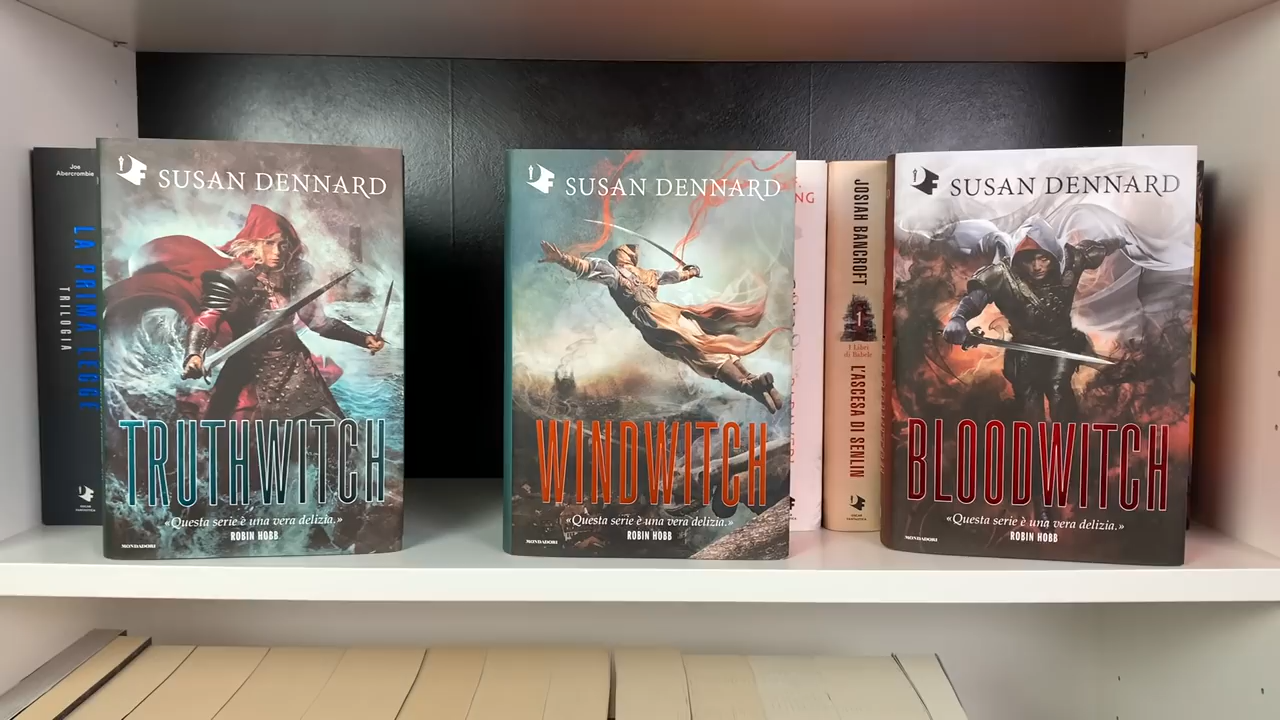 Joe
Abercrombie
LA PRIMA LEGGE
TRILOGIA
SUSAN DENNARD
TRUTHWITCH
«Questa serie è una vera delizia.»
ROBIN HOBB
MONDADORI
SUSAN DENNARD
WINDWITCH
«Questa serie è una vera delizia.»
ROBIN HOBB
MONDADORI
NG
JOSIAH BANCROFT
1
I Libri
di Babele
L'ASCESA DI SENLIN
SUSAN DENNARD
BLOODWITCH
«Questa serie è una vera delizia.»
ROBIN HOBB
MONDADORI